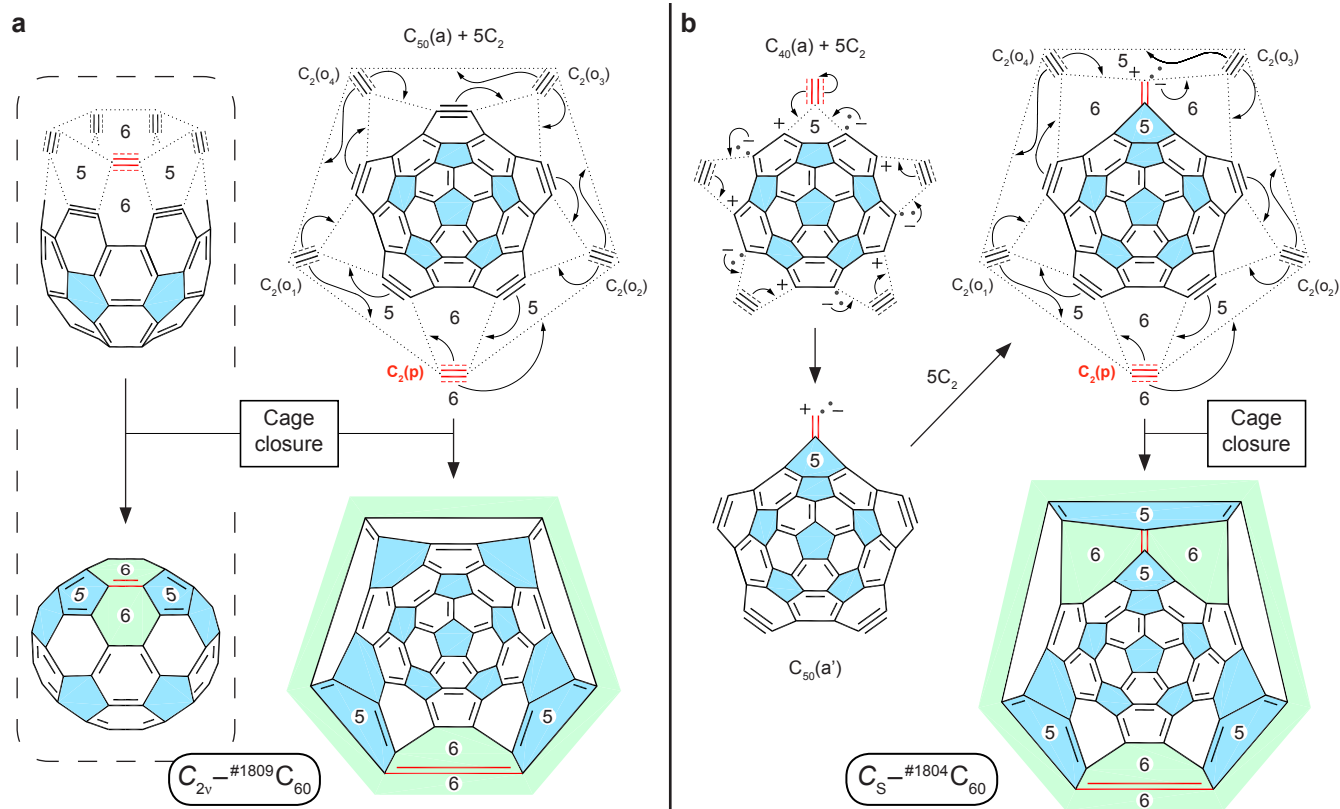 a
C50(a) + 5C2
C2(o4)
C2(o3)
6
5
5
6
C2(o1)
C2(o2)
5
6
5
C2(p)
6
Cage
closure
6
5
5
6
5
5
6
6
C2v–#1809C60
b
C40(a) + 5C2
5
+
–
+
–
+
–
+
–
+
–
C2(o4)
C2(o3)
5
+
–
6
6
5
C2(o1)
C2(o2)
5
6
5
C2(p)
6
5C2
+
–
5
C50(a')
Cage
closure
5
6
6
5
5
5
6
6
CS–#1804C60